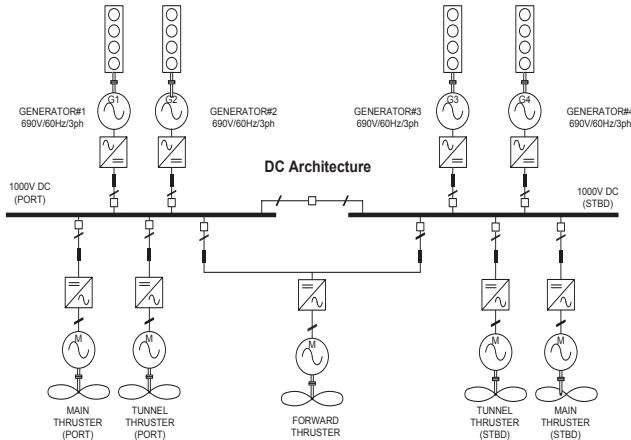 G1
G2
G3
G4
GENERATOR#1
690V/60Hz/3ph
GENERATOR#2
690V/60Hz/3ph
GENERATOR#3
690V/60Hz/3ph
GENERATOR#4
690V/60Hz/3ph
DC Architecture
1000V DC
(PORT)
1000V DC
(STBD)
M
M
M
M
M
MAIN
THRUSTER
(PORT)
TUNNEL
THRUSTER
(PORT)
FORWARD
THRUSTER
TUNNEL
THRUSTER
(STBD)
MAIN
THRUSTER
(STBD)